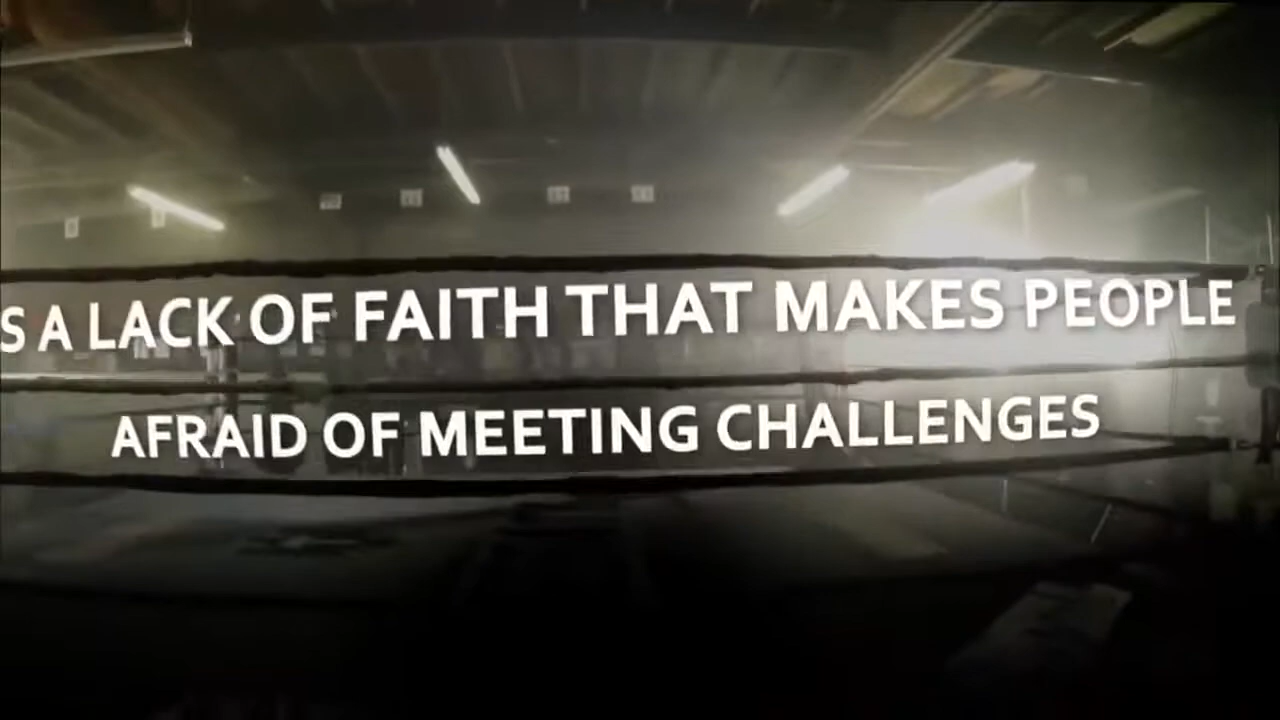 S A LACK OF FAITH THAT MAKES PEOPLE
AFRAID OF MEETING CHALLENGES